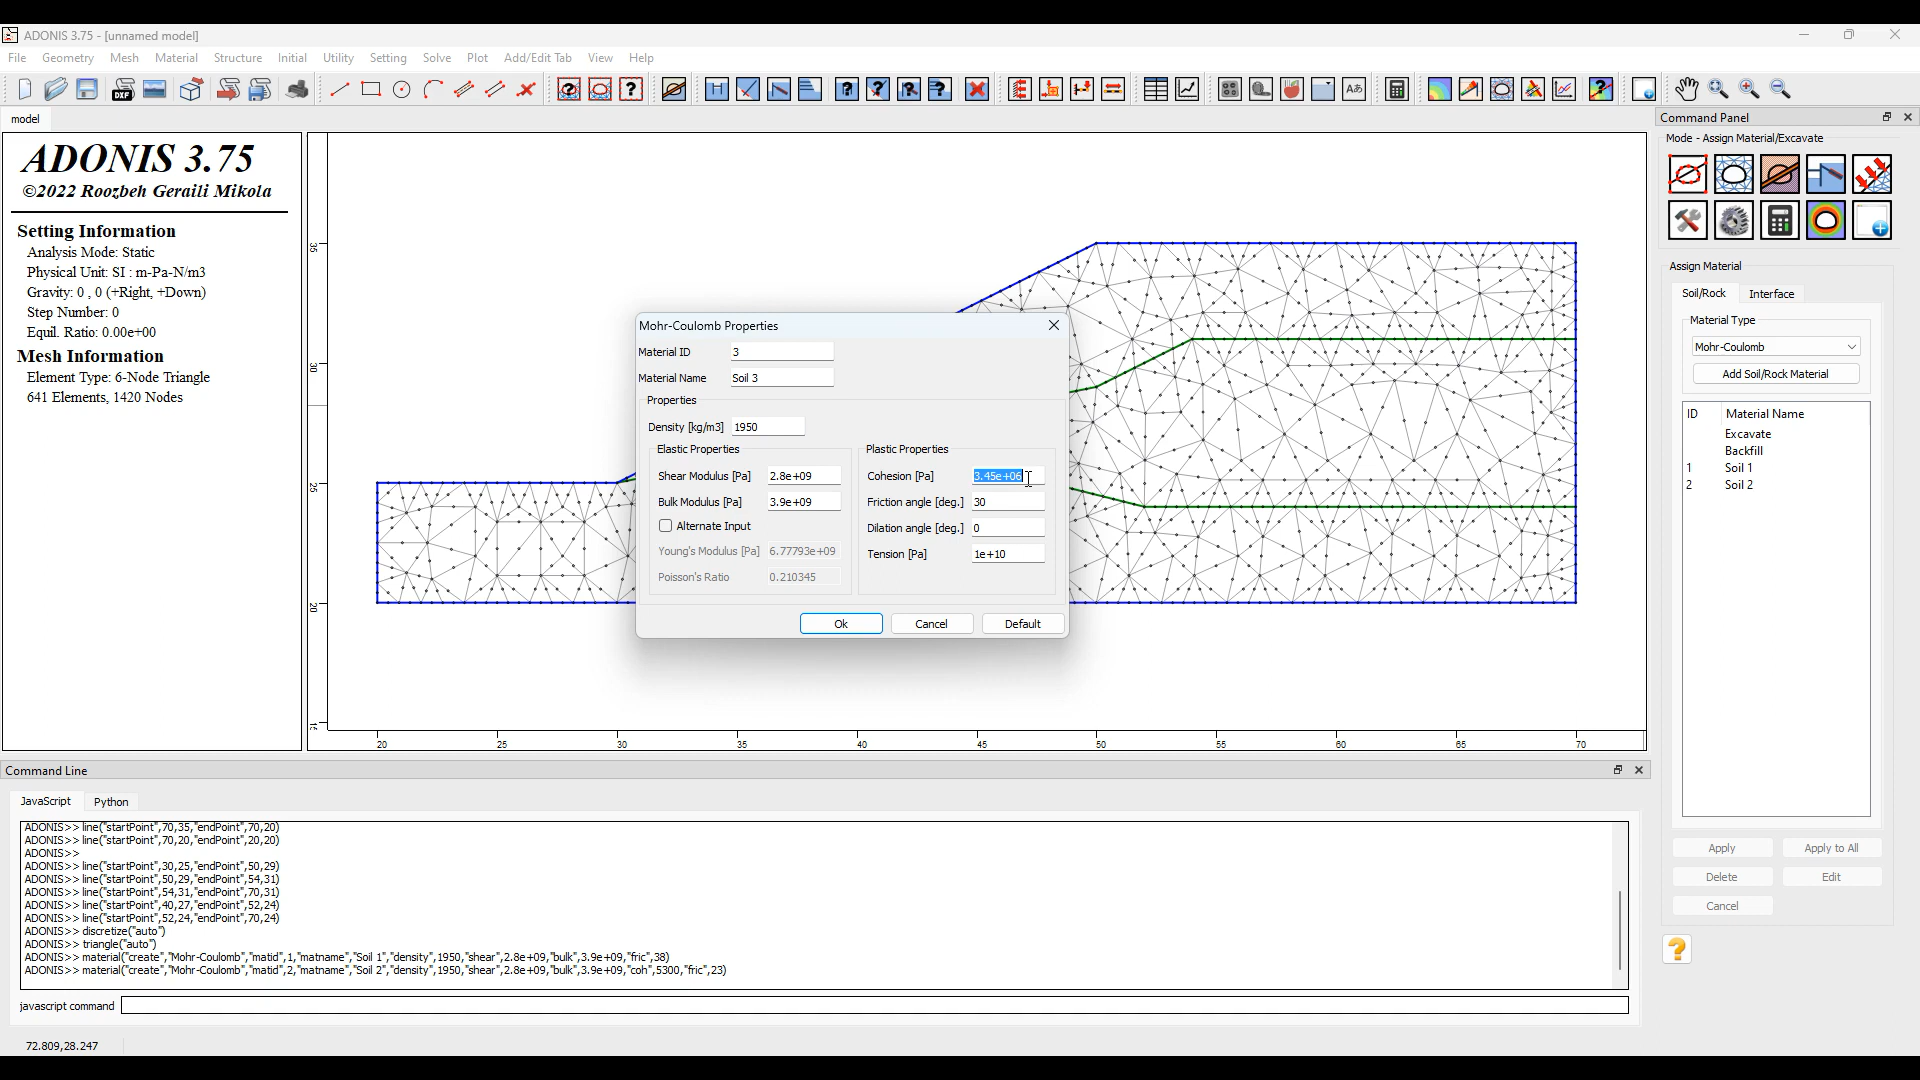 ADONIS 3.75 - [unnamed model]
File Geometry Mesh Material Structure Initial Utility Setting Solve Plot Add/Edit Tab View Help
DXF
model
Command Panel
Mode - Assign Material/Excavate
ADONIS 3.75
©2022 Roozbeh Geraili Mikola
Setting Information
Analysis Mode: Static
Physical Unit: SI : m-Pa-N/m3
Gravity: 0 , 0 (+Right, +Down)
Step Number: 0
Equil. Ratio: 0.00e+00
Mesh Information
Element Type: 6-Node Triangle
641 Elements, 1420 Nodes
35
30
25
20
20 25 30 35 40 45 50 55 60 65 70
Mohr-Coulomb Properties
Material ID 3
Material Name Soil 3
Properties
Density [kg/m3] 1950
Elastic Properties
Shear Modulus [Pa] 2.8e+09
Bulk Modulus [Pa] 3.9e+09
Alternate Input
Young's Modulus [Pa] 6.77793e+09
Poisson's Ratio 0.210345
Plastic Properties
Cohesion [Pa] 3.45e+06
Friction angle [deg.] 30
Dilation angle [deg.] 0
Tension [Pa] 1e+10
Ok Cancel Default
Assign Material
Soil/Rock Interface
Material Type
Mohr-Coulomb
Add Soil/Rock Material
ID Material Name
Excavate
Backfill
1 Soil 1
2 Soil 2
Apply Apply to All
Delete Edit
Cancel
Command Line
JavaScript Python
ADONIS>> line("startPoint",70,35,"endPoint",70,20)
ADONIS>> line("startPoint",70,20,"endPoint",20,20)
ADONIS>>
ADONIS>> line("startPoint",30,25,"endPoint",50,29)
ADONIS>> line("startPoint",50,29,"endPoint",54,31)
ADONIS>> line("startPoint",54,31,"endPoint",70,31)
ADONIS>> line("startPoint",40,27,"endPoint",52,24)
ADONIS>> line("startPoint",52,24,"endPoint",70,24)
ADONIS>> discretize("auto")
ADONIS>> triangle("auto")
ADONIS>> material("create","Mohr-Coulomb","matid",1,"matname","Soil 1","density",1950,"shear",2.8e+09,"bulk",3.9e+09,"fric",38)
ADONIS>> material("create","Mohr-Coulomb","matid",2,"matname","Soil 2","density",1950,"shear",2.8e+09,"bulk",3.9e+09,"coh",5300,"fric",23)
javascript command
72.809,28.247